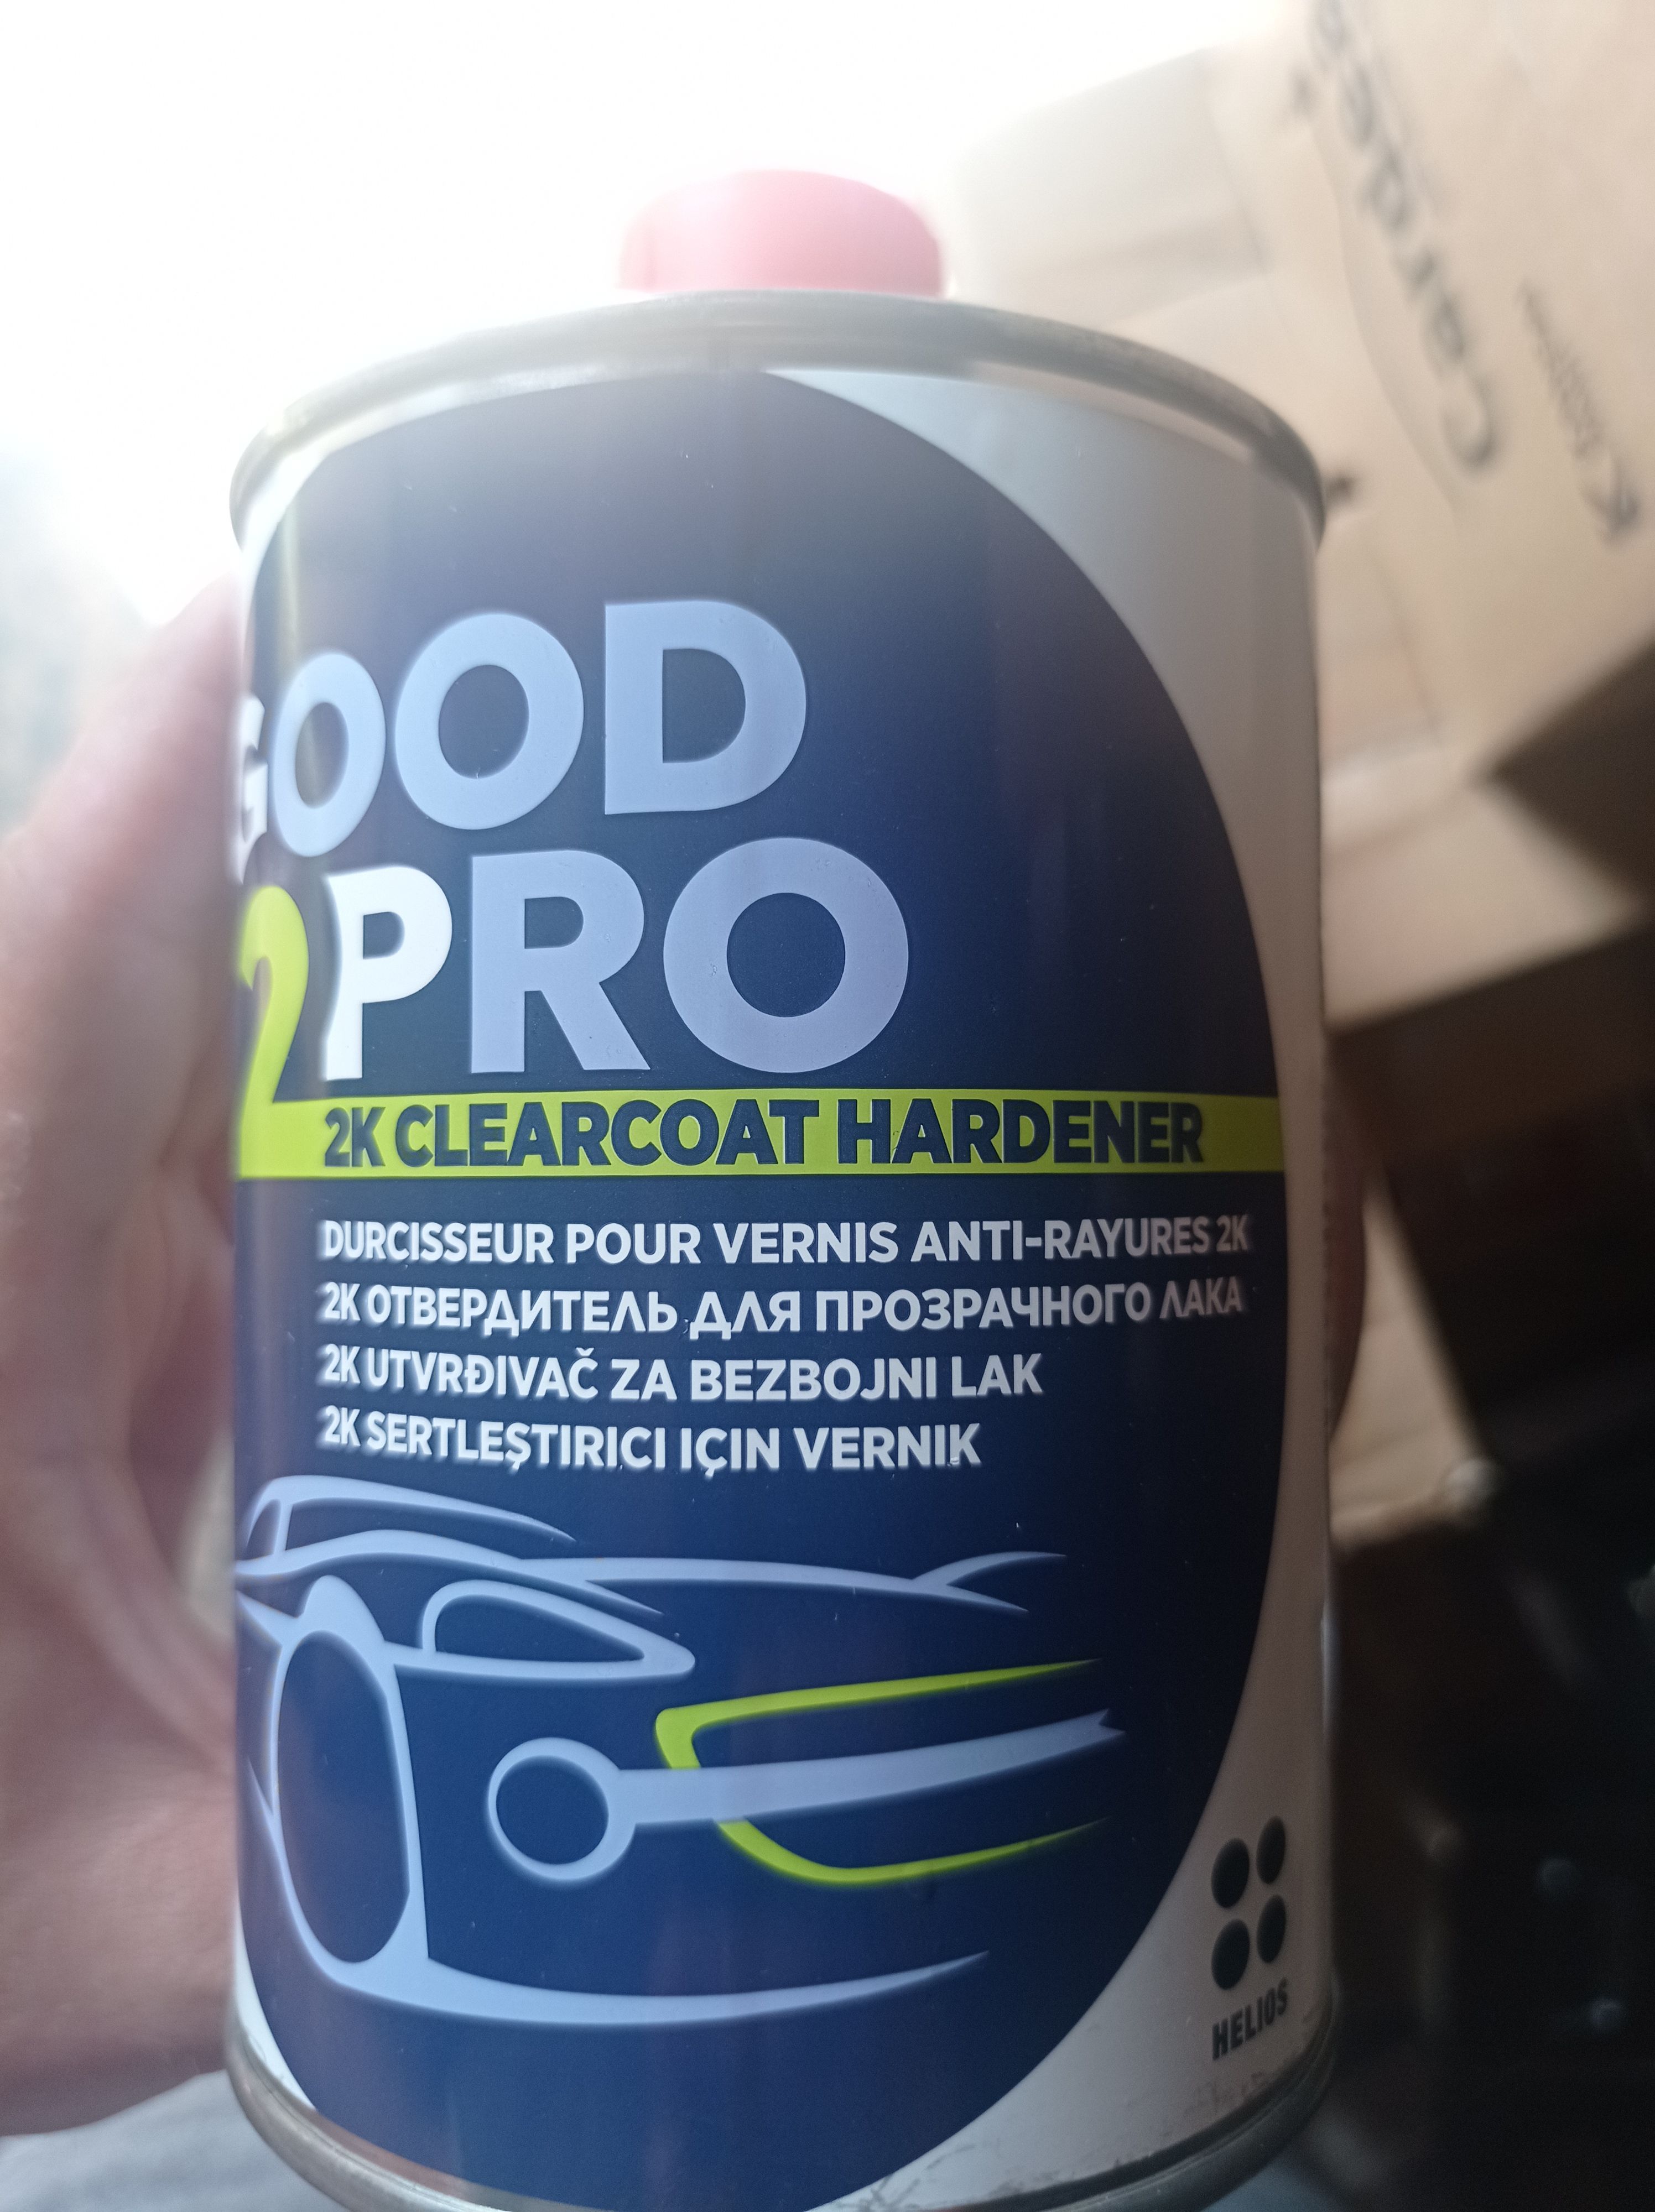 GOOD
2PRO
2K CLEARCOAT HARDENER
DURCISSEUR POUR VERNIS ANTI-RAYURES 2K
2K ОТВЕРДИТЕЛЬ ДЛЯ ПРОЗРАЧНОГО ЛАКА
2K UTVRĐIVAČ ZA BEZBOJNI LAK
2K SERTLEŞTIRICI IÇIN VERNIK
HELIOS